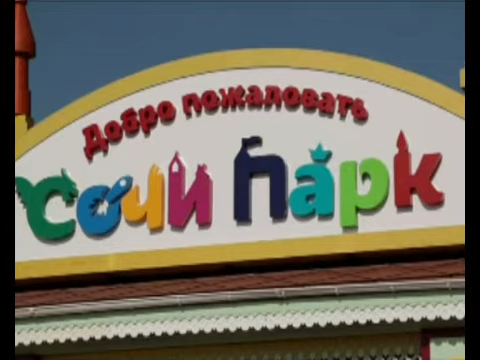 Добро пожаловать
Сочи парк